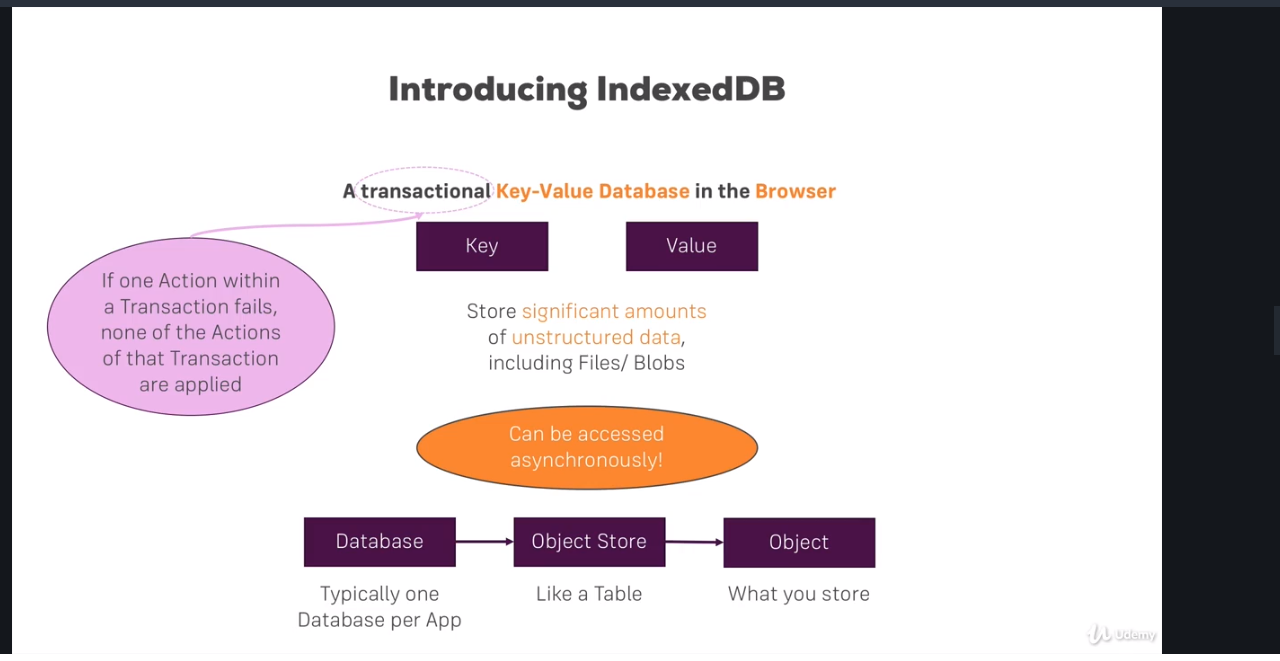 Introducing IndexedDB
A transactional Key-Value Database in the Browser
Key
Value
If one Action within
a Transaction fails,
none of the Actions
of that Transaction
are applied
Store significant amounts
of unstructured data,
including Files/ Blobs
Can be accessed
asynchronously!
Database
Object Store
Object
Typically one
Database per App
Like a Table
What you store
Udemy